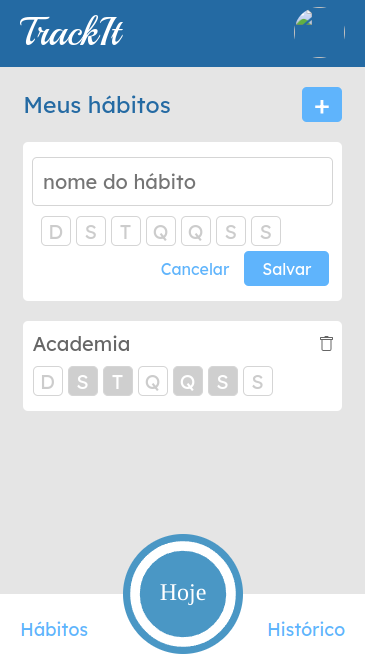 TrackIt
Meus hábitos +
nome do hábito
D S T Q Q S S
Cancelar Salvar
Academia
D S T Q Q S S
Hoje
Hábitos Histórico